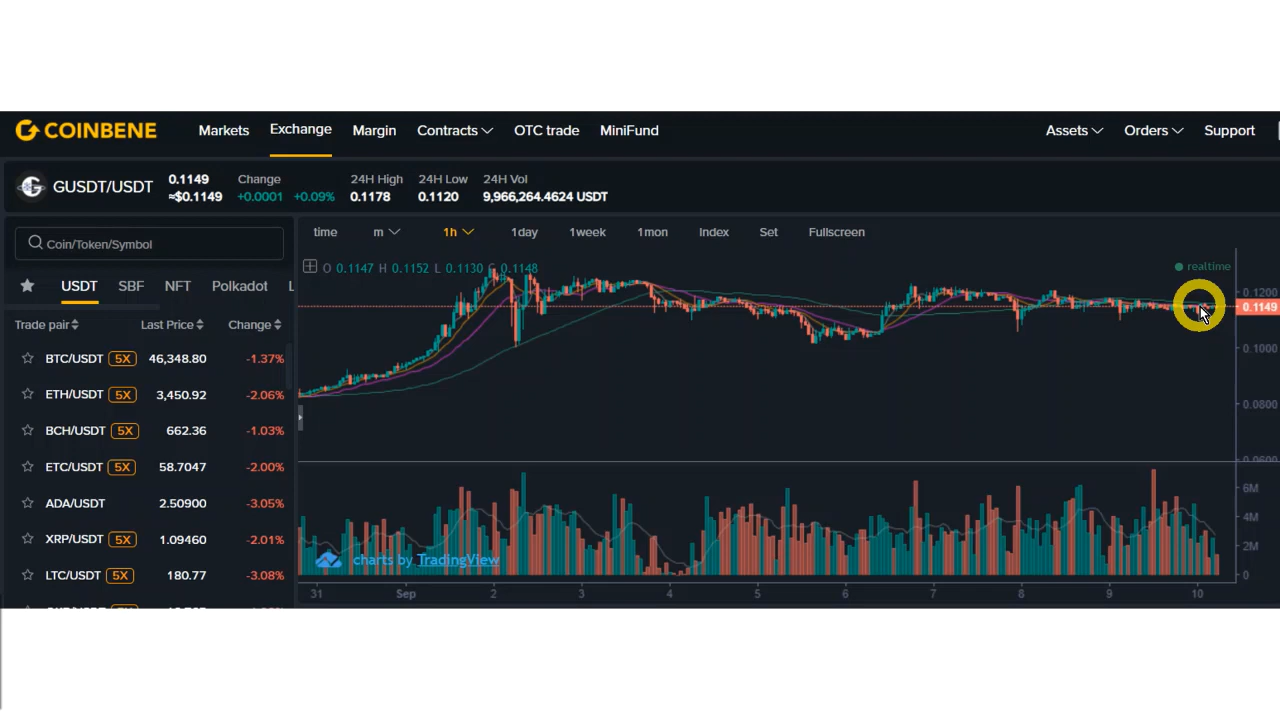 COINBENE Markets Exchange Margin Contracts OTC trade MiniFund Assets Orders Support
GUSDT/USDT 0.1149 ≈$0.1149 Change +0.0001 +0.09% 24H High 0.1178 24H Low 0.1120 24H Vol 9,966,264.4624 USDT
Coin/Token/Symbol
USDT SBF NFT Polkadot L
Trade pair Last Price Change
BTC/USDT 5X 46,348.80 -1.37%
ETH/USDT 5X 3,450.92 -2.06%
BCH/USDT 5X 662.36 -1.03%
ETC/USDT 5X 58.7047 -2.00%
ADA/USDT 2.50900 -3.05%
XRP/USDT 5X 1.09460 -2.01%
LTC/USDT 5X 180.77 -3.08%
time m 1h 1day 1week 1mon Index Set Fullscreen
O 0.1147 H 0.1152 L 0.1130 C 0.1148
realtime
0.1200
0.1149
0.1000
0.0800
0.0600
6M
4M
2M
0
charts by TradingView
31 Sep 2 3 4 5 6 7 8 9 10